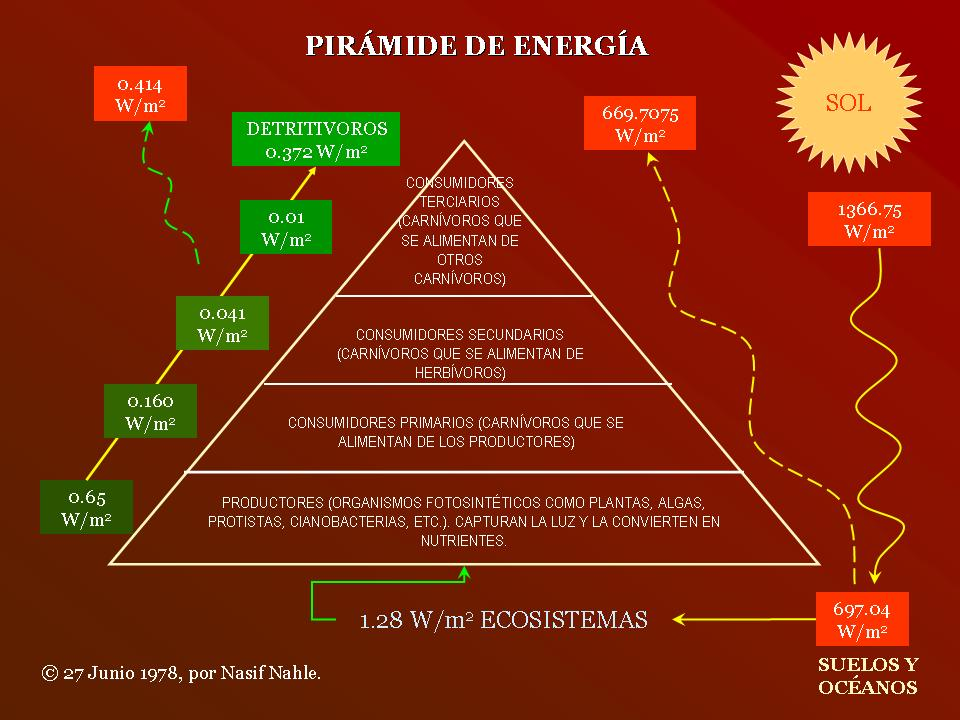 PIRÁMIDE DE ENERGÍA
0.414
W/m²
DETRITIVOROS
0.372 W/m²
669.7075
W/m²
SOL
1366.75
W/m²
0.01
W/m²
0.041
W/m²
0.160
W/m²
0.65
W/m²
CONSUMIDORES
TERCIARIOS
(CARNÍVOROS QUE
SE ALIMENTAN DE
OTROS
CARNÍVOROS)
CONSUMIDORES SECUNDARIOS
(CARNÍVOROS QUE SE ALIMENTAN DE
HERBÍVOROS)
CONSUMIDORES PRIMARIOS (CARNÍVOROS QUE SE
ALIMENTAN DE LOS PRODUCTORES)
PRODUCTORES (ORGANISMOS FOTOSINTÉTICOS COMO PLANTAS, ALGAS,
PROTISTAS, CIANOBACTERIAS, ETC.). CAPTURAN LA LUZ Y LA CONVIERTEN EN
NUTRIENTES.
1.28 W/m² ECOSISTEMAS
697.04
W/m²
SUELOS Y
OCÉANOS
© 27 Junio 1978, por Nasif Nahle.